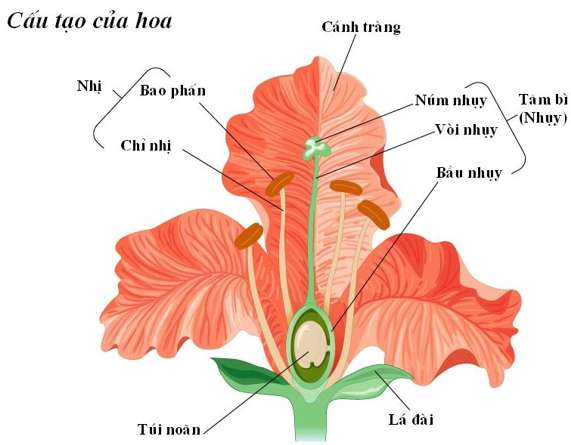 Cấu tạo của hoa
Cánh tràng
Nhị
Bao phấn
Chỉ nhị
Núm nhụy
Vòi nhụy
Bầu nhụy
Tâm bì
(Nhụy)
Túi noãn
Lá đài